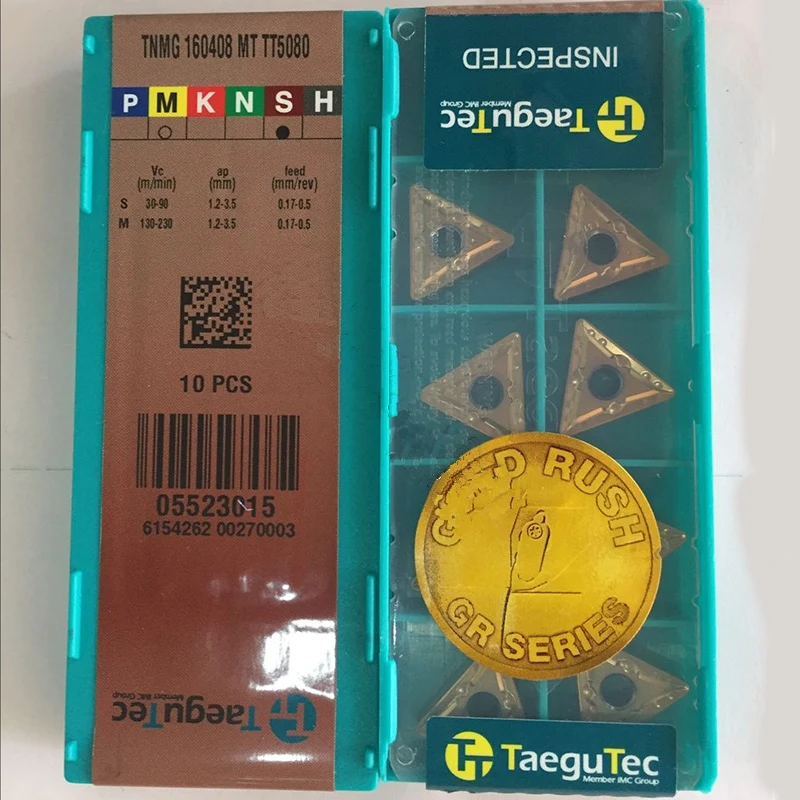 TNMG 160408 MT TT5080
P M K N S H
Vc ap feed
(m/min) (mm) (mm/rev)
S 30-90 1.2-3.5 0.17-0.5
M 130-230 1.2-3.5 0.17-0.5
10 PCS
05523015
6154262 00270003
TaeguTec
Member IMC Group
INSPECTED
TaeguTec
Member IMC Group
RUSH
GR SERIES
TaeguTec
Member IMC Group